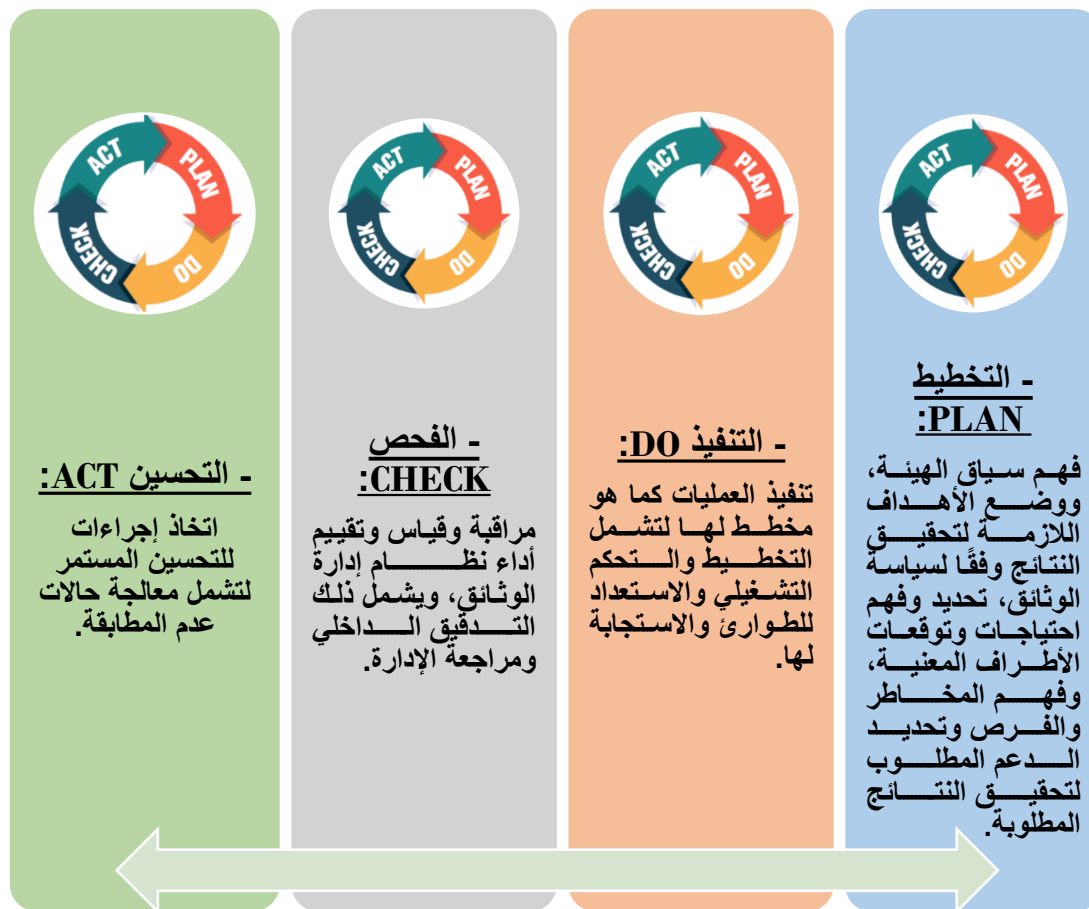 PLAN
DO
CHECK
ACT
- التخطيط
PLAN:
فهم سياق الهيئة،
ووضع الأهداف
اللازمة لتحقيق
النتائج وفقًا لسياسة
الوثائق، تحديد وفهم
احتياجات وتوقعات
الأطراف المعنية،
وفهم المخاطر
والفرص وتحديد
الدعم المطلوب
لتحقيق النتائج
المطلوبة.
PLAN
DO
CHECK
ACT
- التنفيذ DO:
تنفيذ العمليات كما هو
مخطط لها لتشمل
التخطيط والتحكم
التشغيلي والاستعداد
للطوارئ والاستجابة
لها.
PLAN
DO
CHECK
ACT
- الفحص
CHECK:
مراقبة وقياس وتقييم
أداء نظام إدارة
الوثائق، ويشمل ذلك
التدقيق الداخلي
ومراجعة الإدارة.
PLAN
DO
CHECK
ACT
- التحسين ACT:
اتخاذ إجراءات
للتحسين المستمر
لتشمل معالجة حالات
عدم المطابقة.